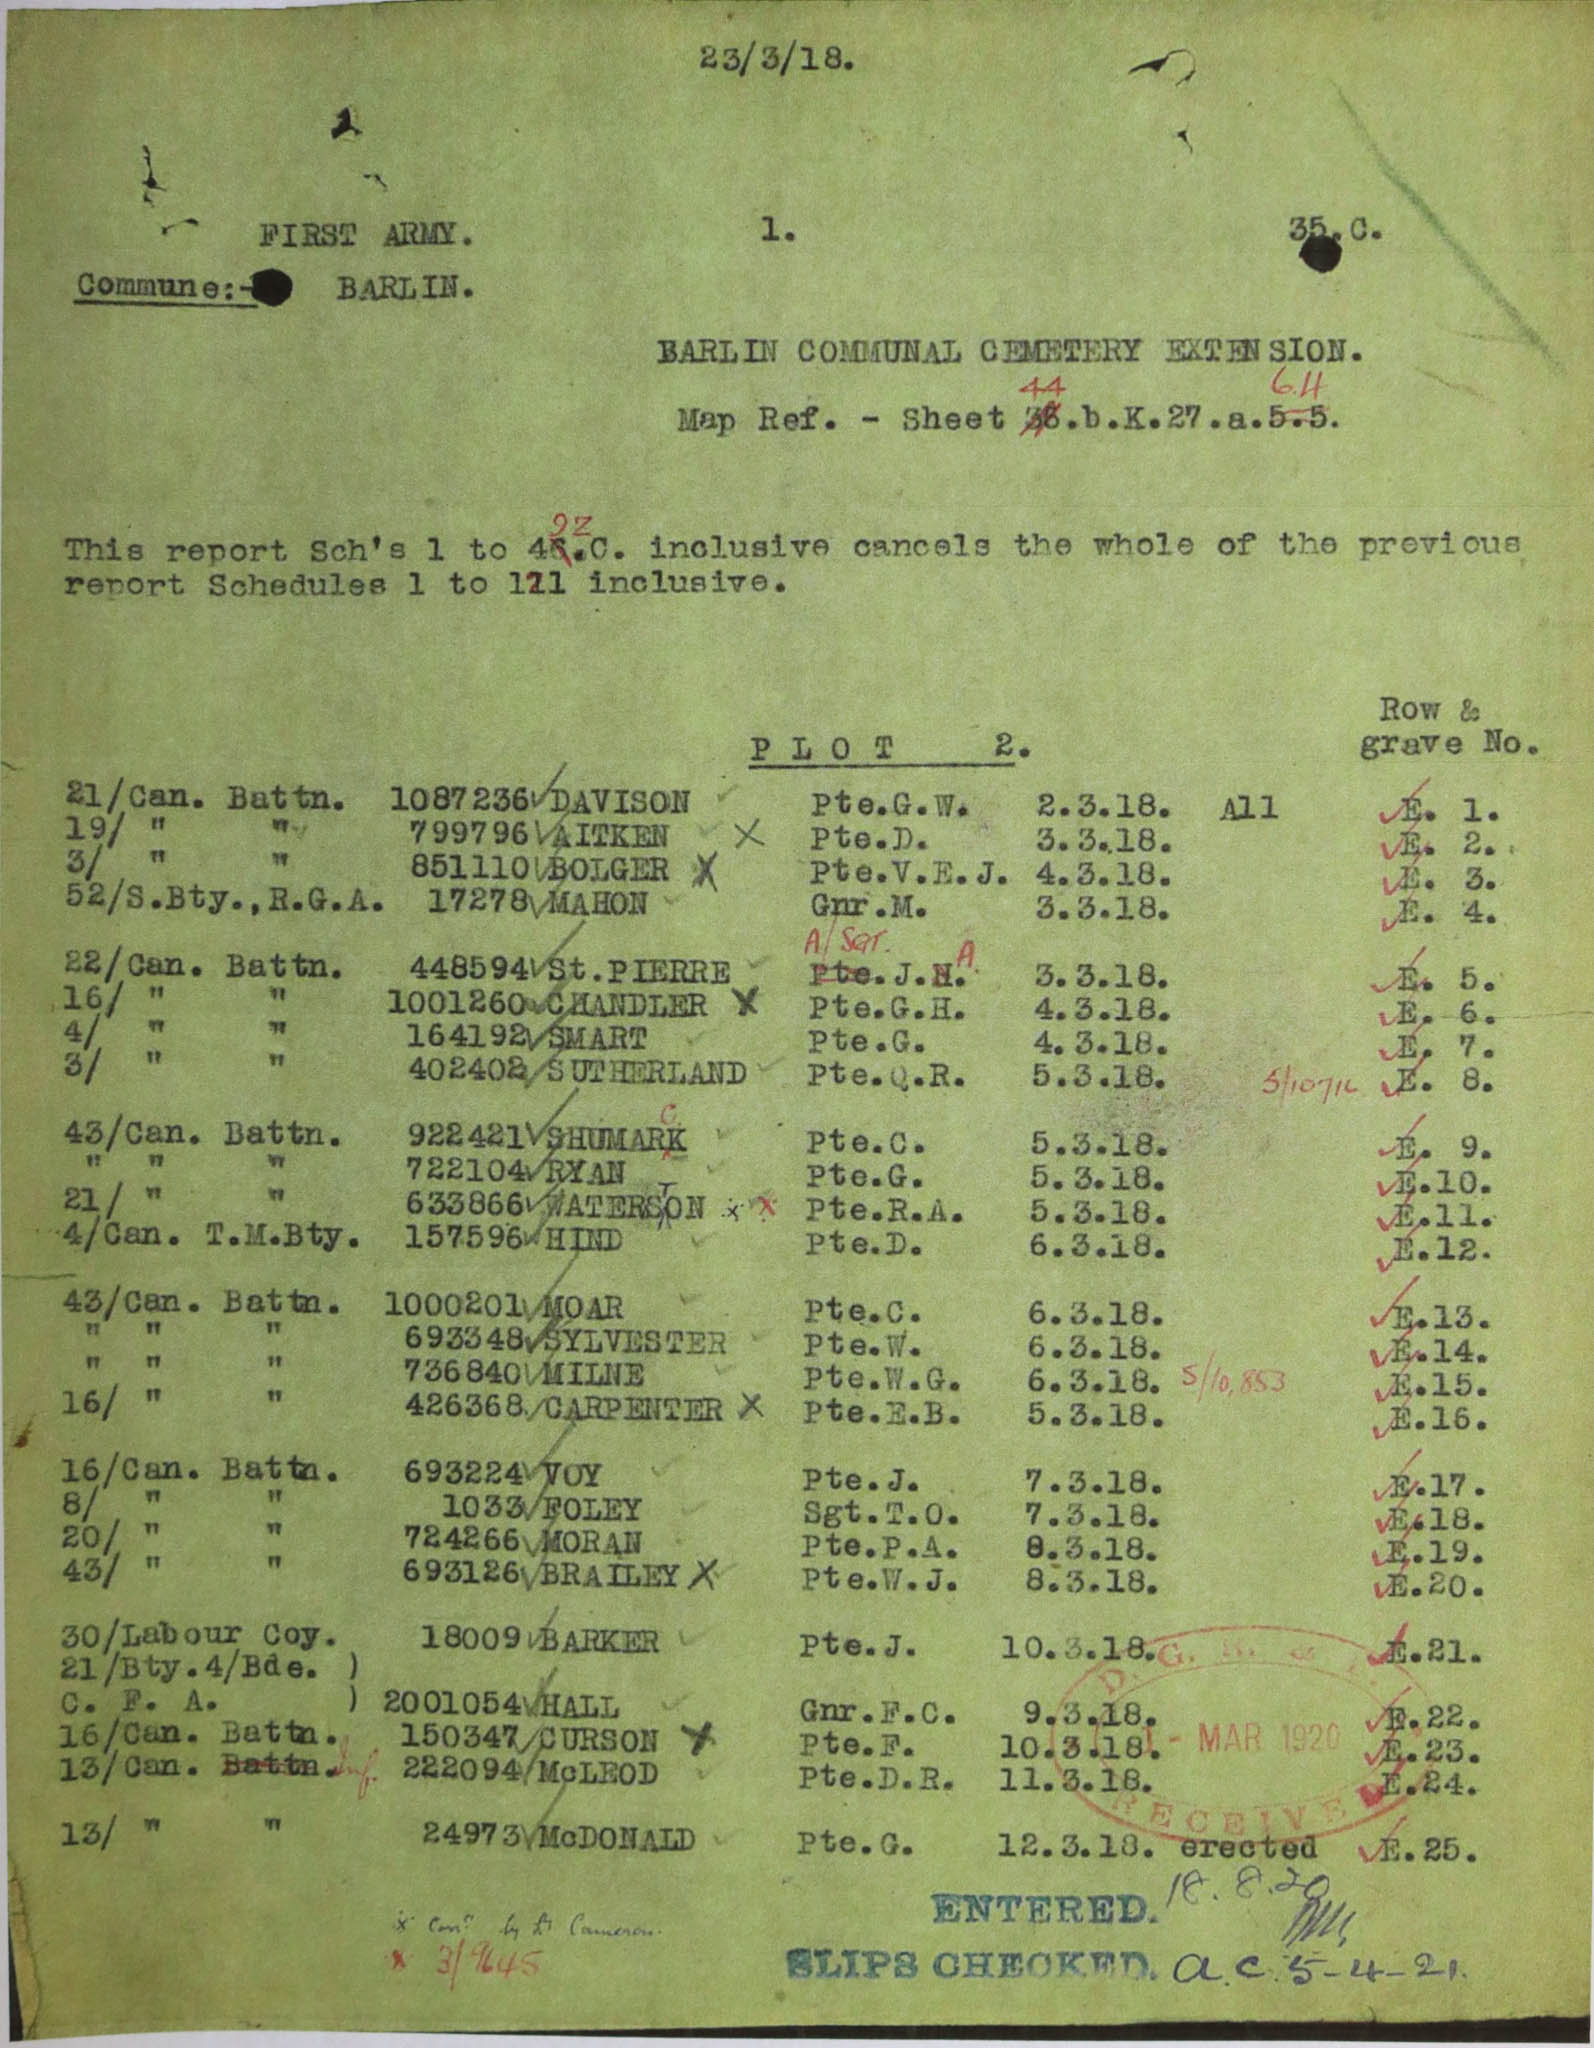 23/3/18.
FIRST ARMY. 1. 35.C.
Commune:- BARLIN.
BARLIN COMMUNAL CEMETERY EXTENSION.
44 6.4
Map Ref. - Sheet 36.b.K.27.a.5.5.
92
This report Sch's 1 to 48.C. inclusive cancels the whole of the previous
report Schedules 1 to 111 inclusive.
Row &
PLOT 2. grave No.
21/Can. Battn. 1087236 DAVISON Pte.G.W. 2.3.18. All E. 1.
19/ " " 799796 AITKEN X Pte.D. 3.3.18. E. 2.
3/ " " 851110 BOLGER X Pte.V.E.J. 4.3.18. E. 3.
52/S.Bty.,R.G.A. 17278 MAHON Gnr.M. 3.3.18. E. 4.
A/Sgt. A.
22/Can. Battn. 448594 St.PIERRE Pte.J.H. 3.3.18. E. 5.
16/ " " 1001260 CHANDLER X Pte.G.H. 4.3.18. E. 6.
4/ " " 164192 SMART Pte.G. 4.3.18. E. 7.
3/ " " 402402 SUTHERLAND Pte.Q.R. 5.3.18. E. 8.
C
43/Can. Battn. 922421 SHUMARK Pte.C. 5.3.18. E. 9.
" " " 722104 RYAN Pte.G. 5.3.18. E.10.
T
21/ " " 633866 WATERSON x x Pte.R.A. 5.3.18. E.11.
4/Can. T.M.Bty. 157596 HIND Pte.D. 6.3.18. E.12.
43/Can. Battn. 1000201 MOAR Pte.C. 6.3.18. E.13.
" " " 693348 SYLVESTER Pte.W. 6.3.18. E.14.
" " " 736840 MILNE Pte.W.G. 6.3.18. S/10,853 E.15.
16/ " " 426368 CARPENTER X Pte.E.B. 5.3.18. E.16.
16/Can. Battn. 693224 VOY Pte.J. 7.3.18. E.17.
8/ " " 1033 FOLEY Sgt.T.O. 7.3.18. E.18.
20/ " " 724266 MORAN Pte.P.A. 8.3.18. E.19.
43/ " " 693126 BRAILEY X Pte.W.J. 8.3.18. E.20.
30/Labour Coy. 18009 BARKER Pte.J. 10.3.18. E.21.
21/Bty.4/Bde. )
C. F. A. ) 2001054 HALL Gnr.F.C. 9.3.18. E.22.
16/Can. Battn. 150347 CURSON X Pte.F. 10.3.18. E.23.
13/Can. Battn. Inf. 222094 McLEOD Pte.D.R. 11.3.18. E.24.
13/ " " 24973 McDONALD Pte.G. 12.3.18. erected E.25.
MAR 1920
RECEIVED
ENTERED. 18.8.20
x by Lt Cameron.
x 3/9645
SLIPS CHECKED. a.c. 5-4-21.